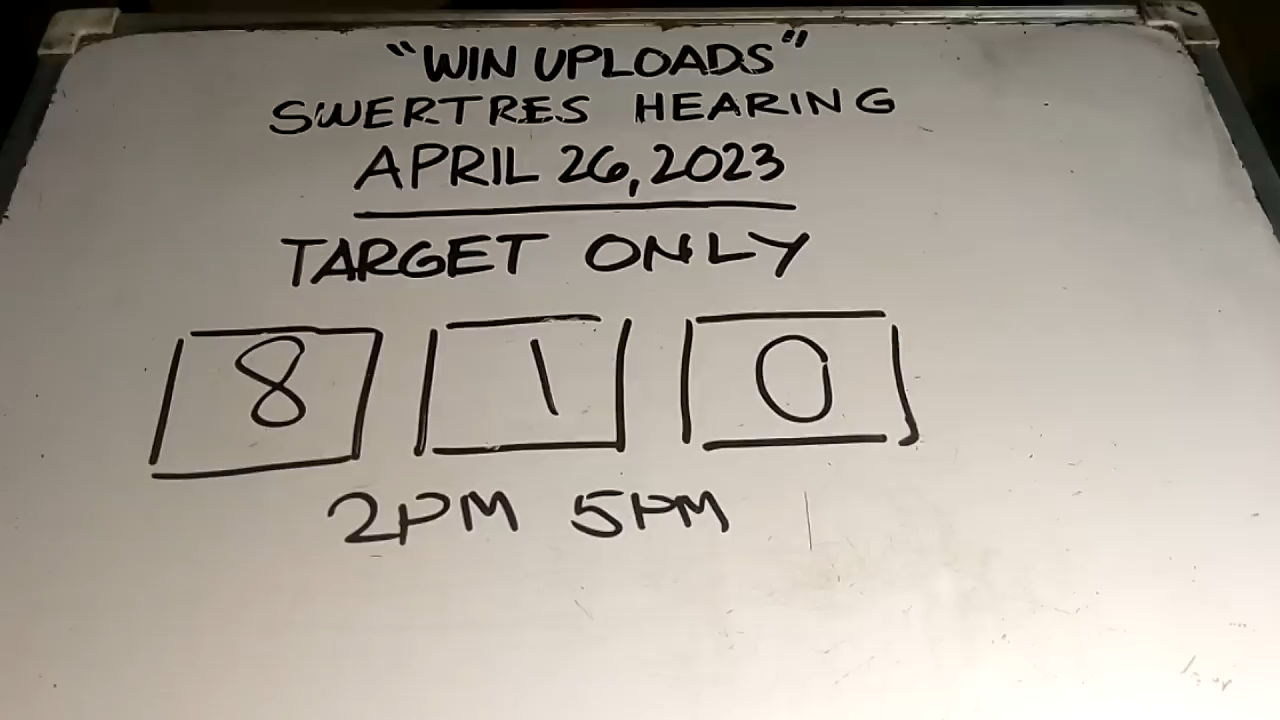 "WIN UPLOADS"
SWERTRES HEARING
APRIL 26, 2023
TARGET ONLY
8 1 0
2PM 5PM